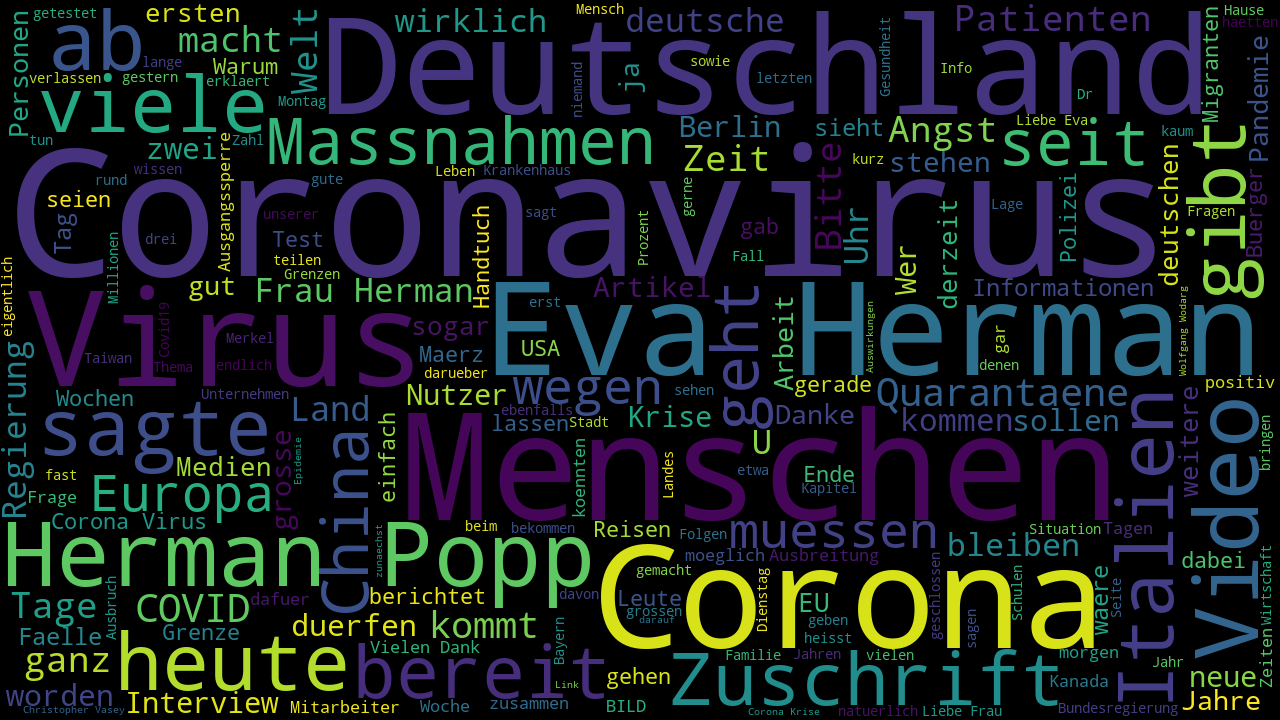 getestet
ersten
wirklich
Mensch
deutsche
Patienten
Hause
haetten
ab
macht
Welt
Deutschland
Personen
lange
Warum
verlassen
gestern
erklaert
ja
sowie
letzten
Info
Gesundheit
niemand
Migranten
Pandemie
viele
Montag
Dr
tun
zwei
Zahl
Massnahmen
Berlin
sieht
Angst
Liebe Eva
seit
kaum
gibt
Coronavirus
rund
wissen
gute
Leben
Krankenhaus
Zeit
kurz
stehen
deutschen
Fragen
Buerger
seien
Tag
drei
Ausgangssperre
unserer
Test
teilen
Grenzen
sagt
Handtuch
Prozent
gerne
gab
Fall
Bitte
Uhr
Wer
derzeit
Lage
Polizei
eigentlich
Millionen
gut
Frau Herman
Artikel
Informationen
Virus
Covid19
Taiwan
Thema
Merkel
endlich
sogar
Maerz
darueber
erst
USA
Eva Herman
geht
Arbeit
Auswirkungen
gar
denen
Wolfgang Wodarg
Regierung
Wochen
Unternehmen
Land
Nutzer
wegen
sehen
gerade
Quarantaene
positiv
sagte
grosse
Epidemie
China
einfach
ebenfalls
lassen
Stadt
Krise
U
Danke
kommen
sollen
Italien
weitere
Video
bringen
fast
Medien
Frage
Europa
Menschen
koennten
Landes
etwa
Ende
Kapitel
Corona Virus
beim
bekommen
Reisen
Folgen
muessen
Situation
Tagen
Herman
Popp
zunaechst
moeglich
Ausbreitung
bleiben
dabei
gemacht
Corona
Tage
Ausbruch
COVID
dafuer
berichtet
davon
Leute
grossen
darauf
Dienstag
EU
geben
heisst
geschlossen
sagen
Schulen
Waere
Seite
Wirtschaft
Faelle
Grenze
duerfen
kommt
Bayern
Vielen Dank
ganz
heute
bereit
Link
gehen
Familie
Jahren
vielen
morgen
Jahr
neue
Zeiten
worden
Interview
Mitarbeiter
Woche
zusammen
BILD
Zuschrift
Kanada
Christopher Vasey
Corona Krise
natuerlich
Liebe Frau
Bundesregierung
Jahre